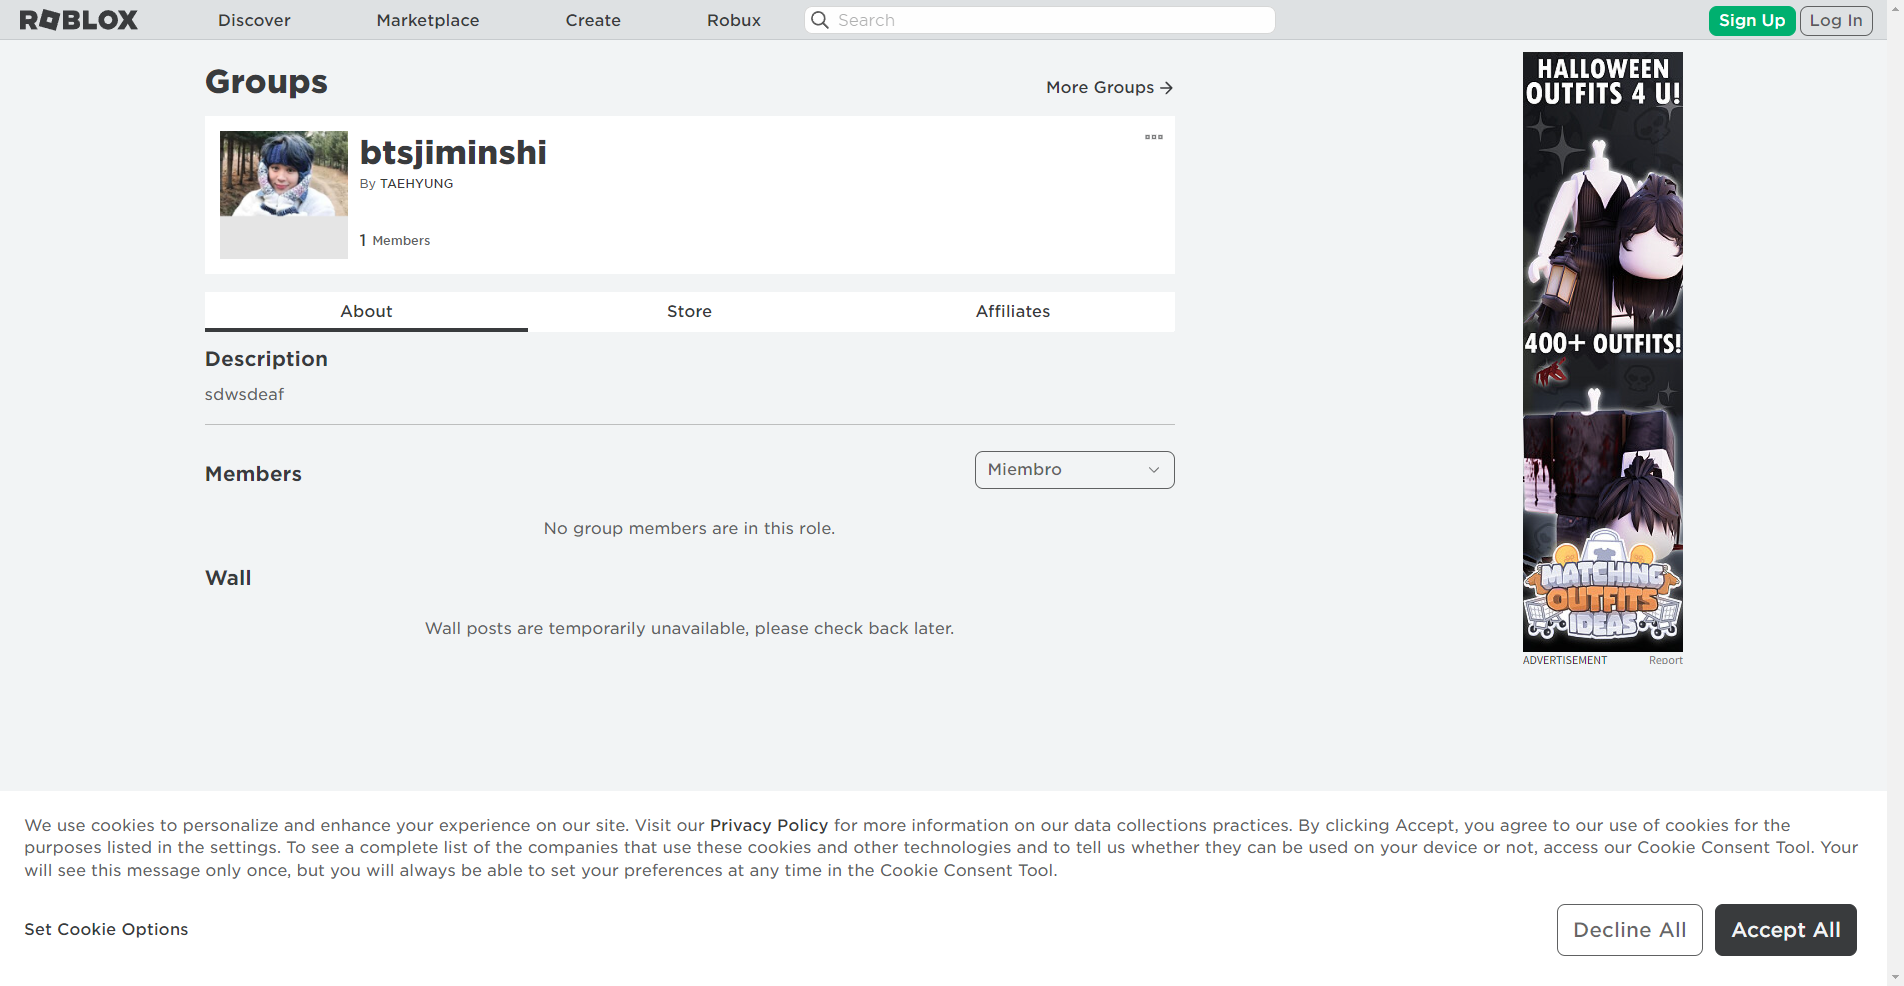 ROBLOX
Discover
Marketplace
Create
Robux
Search
Sign Up
Log In
Groups
More Groups
btsjiminshi
By TAEHYUNG
1 Members
About
Store
Affiliates
Description
sdwsdeaf
Members
Miembro
No group members are in this role.
Wall
Wall posts are temporarily unavailable, please check back later.
HALLOWEEN
OUTFITS 4 U!
400+ OUTFITS!
MATCHING
OUTFITS
IDEAS
ADVERTISEMENT
Report
We use cookies to personalize and enhance your experience on our site. Visit our Privacy Policy for more information on our data collections practices. By clicking Accept, you agree to our use of cookies for the
purposes listed in the settings. To see a complete list of the companies that use these cookies and other technologies and to tell us whether they can be used on your device or not, access our Cookie Consent Tool. Your
will see this message only once, but you will always be able to set your preferences at any time in the Cookie Consent Tool.
Set Cookie Options
Decline All
Accept All